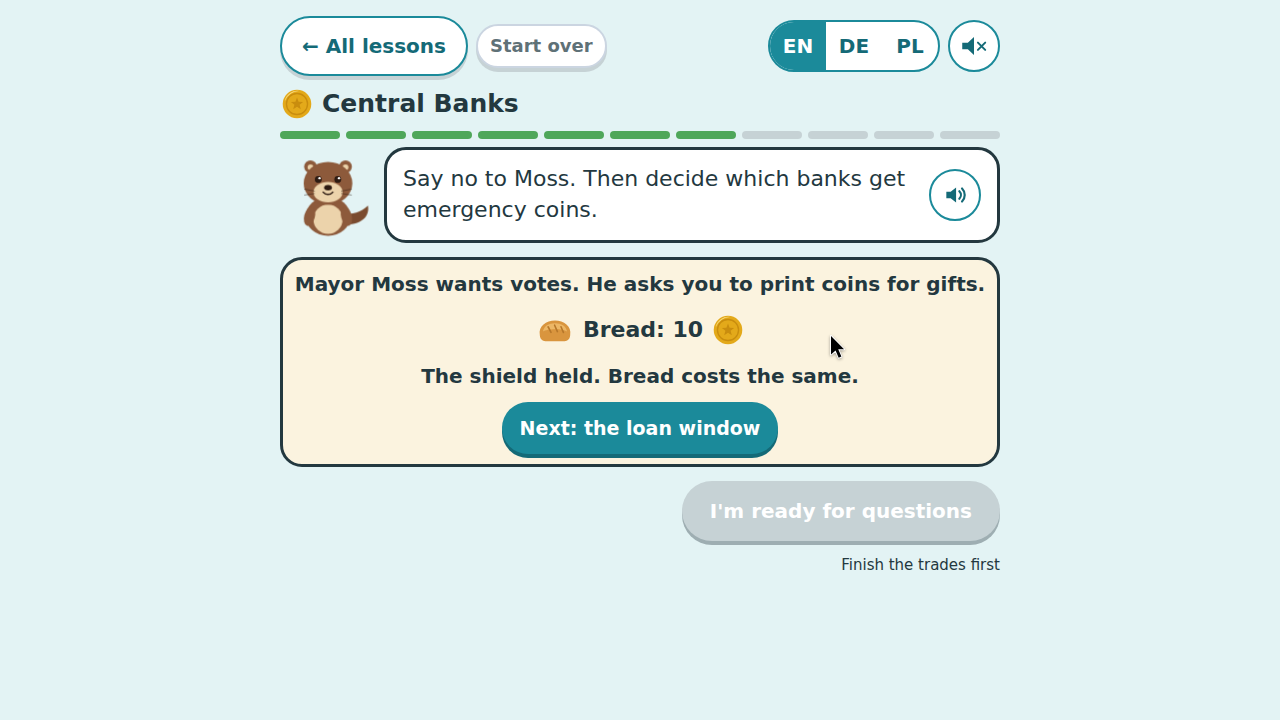 ← All lessons
Start over
EN
DE
PL
Central Banks
Say no to Moss. Then decide which banks get
emergency coins.
Mayor Moss wants votes. He asks you to print coins for gifts.
Bread: 10
The shield held. Bread costs the same.
Next: the loan window
I'm ready for questions
Finish the trades first